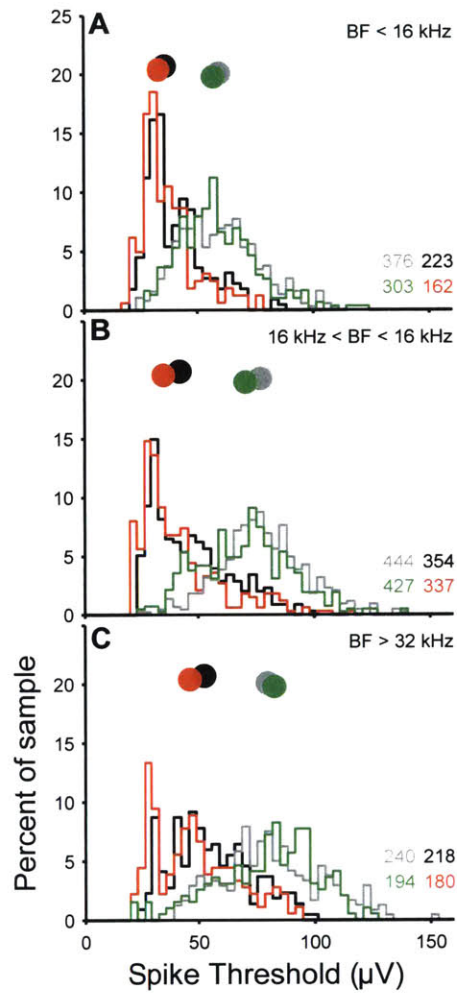 A
BF < 16 kHz
25
20
15
10
5
0
376 223
303 162
B
16 kHz < BF < 16 kHz
20
15
10
5
0
444 354
427 337
C
BF > 32 kHz
20
15
10
5
0
240 218
194 180
0 50 100 150
Percent of sample
Spike Threshold (µV)